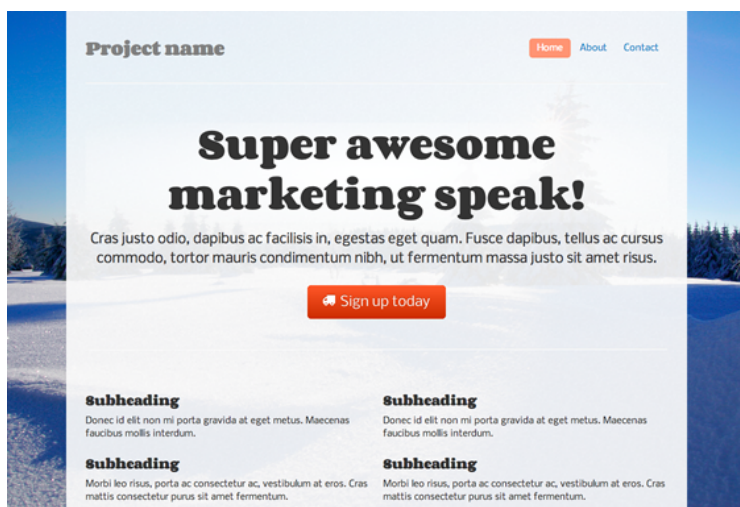 Project name
Home About Contact
Super awesome
marketing speak!
Cras justo odio, dapibus ac facilisis in, egestas eget quam. Fusce dapibus, tellus ac cursus
commodo, tortor mauris condimentum nibh, ut fermentum massa justo sit amet risus.
Sign up today
Subheading
Donec id elit non mi porta gravida at eget metus. Maecenas
faucibus mollis interdum.
Subheading
Donec id elit non mi porta gravida at eget metus. Maecenas
faucibus mollis interdum.
Subheading
Morbi leo risus, porta ac consectetur ac, vestibulum at eros. Cras
mattis consectetur purus sit amet fermentum.
Subheading
Morbi leo risus, porta ac consectetur ac, vestibulum at eros. Cras
mattis consectetur purus sit amet fermentum.